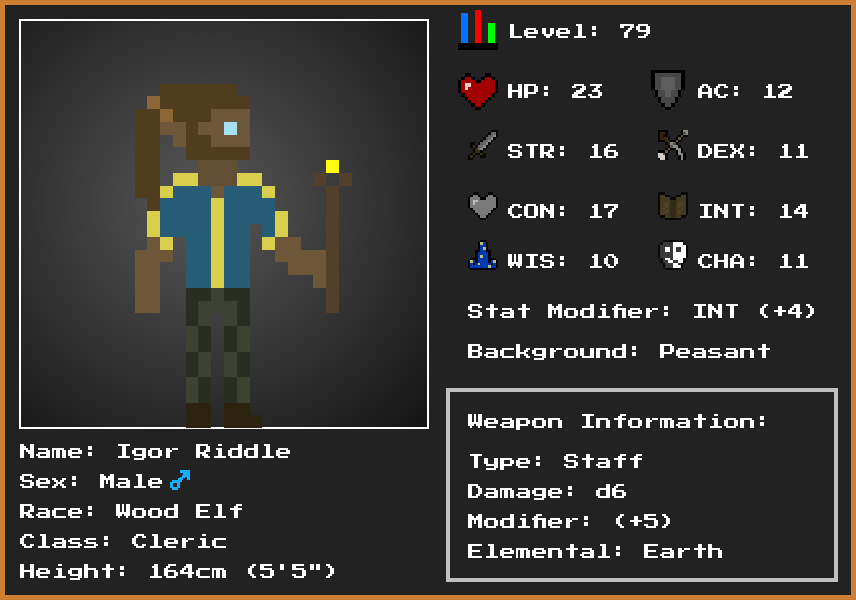 Level: 79
HP: 23
AC: 12
STR: 16
DEX: 11
CON: 17
INT: 14
WIS: 10
CHA: 11
Stat Modifier: INT (+4)
Background: Peasant
Weapon Information:
Type: Staff
Damage: d6
Modifier: (+5)
Elemental: Earth
Name: Igor Riddle
Sex: Male♂
Race: Wood Elf
Class: Cleric
Height: 164cm (5'5")